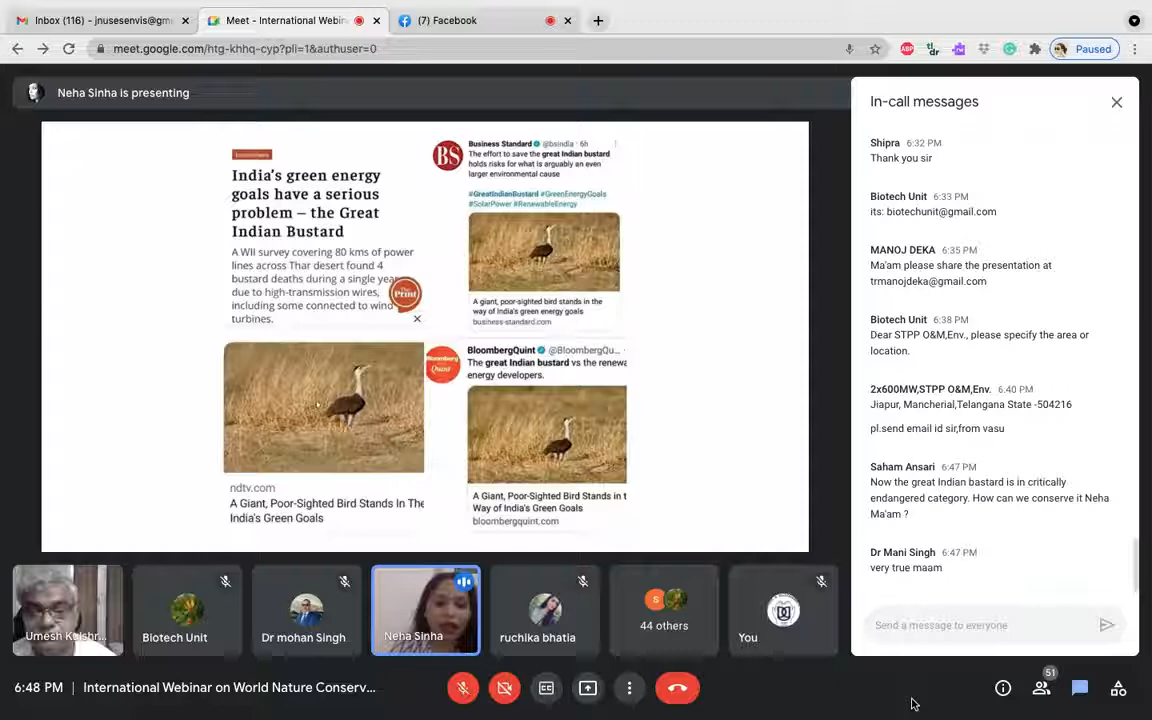 Inbox (116) - jnusesenvis@gm
Meet - International Webin
(7) Facebook
meet.google.com/htg-khhq-cyp?pli=1&authuser=0
ABP
tl;dr
Paused
Neha Sinha is presenting
India's green energy
goals have a serious
problem – the Great
Indian Bustard
A WII survey covering 80 kms of power
lines across Thar desert found 4
bustard deaths during a single year
due to high-transmission wires,
including some connected to wind
turbines.
The Print
BS
Business Standard @bsindia · 6h
The effort to save the great Indian bustard
holds risks for what is arguably an even
larger environmental cause
#GreatIndianBustard #GreenEnergyGoals
#SolarPower #RenewableEnergy
A giant, poor-sighted bird stands in the
way of India's green energy goals
business-standard.com
ndtv.com
A Giant, Poor-Sighted Bird Stands In The
India's Green Goals
Bloomberg
Quint
BloombergQuint @BloombergQu...
The great Indian bustard vs the renewa
energy developers.
A Giant, Poor-Sighted Bird Stands in t
Way of India's Green Goals
bloombergquint.com
In-call messages
Shipra 6:32 PM
Thank you sir
Biotech Unit 6:33 PM
its: biotechunit@gmail.com
MANOJ DEKA 6:35 PM
Ma'am please share the presentation at
trmanojdeka@gmail.com
Biotech Unit 6:38 PM
Dear STPP O&M,Env., please specify the area or
location.
2x600MW,STPP O&M,Env. 6:40 PM
Jiapur, Mancherial,Telangana State -504216
pl.send email id sir,from vasu
Saham Ansari 6:47 PM
Now the great Indian bastard is in critically
endangered category. How can we conserve it Neha
Ma'am ?
Dr Mani Singh 6:47 PM
very true maam
Send a message to everyone
Umesh Kulshr...
Biotech Unit
Dr mohan Singh
Neha Sinha
ruchika bhatia
S
44 others
You
6:48 PM | International Webinar on World Nature Conserv...
51